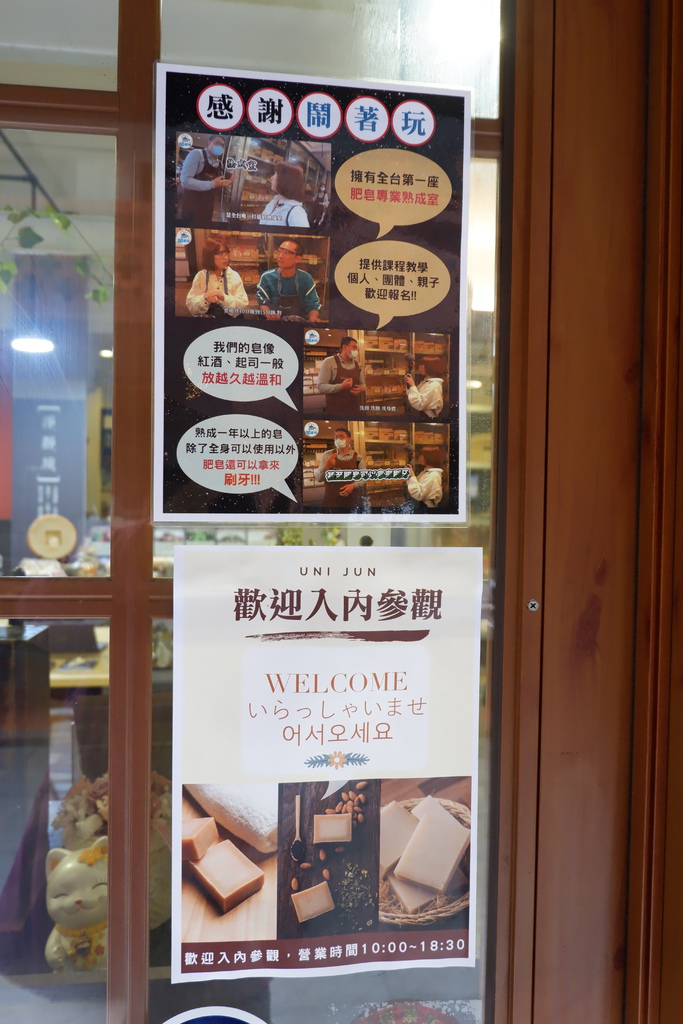 感謝鬧著玩
擁有全台第一座
肥皂專業熟成室
提供課程教學
個人、團體、親子
歡迎報名!!
我們的皂像
紅酒、起司一般
放越久越溫和
熟成一年以上的皂
除了全身可以使用以外
肥皂還可以拿來
刷牙!!!
UNI JUN
歡迎入內參觀
WELCOME
いらっしゃいませ
어서오세요
歡迎入內參觀，營業時間10:00~18:30